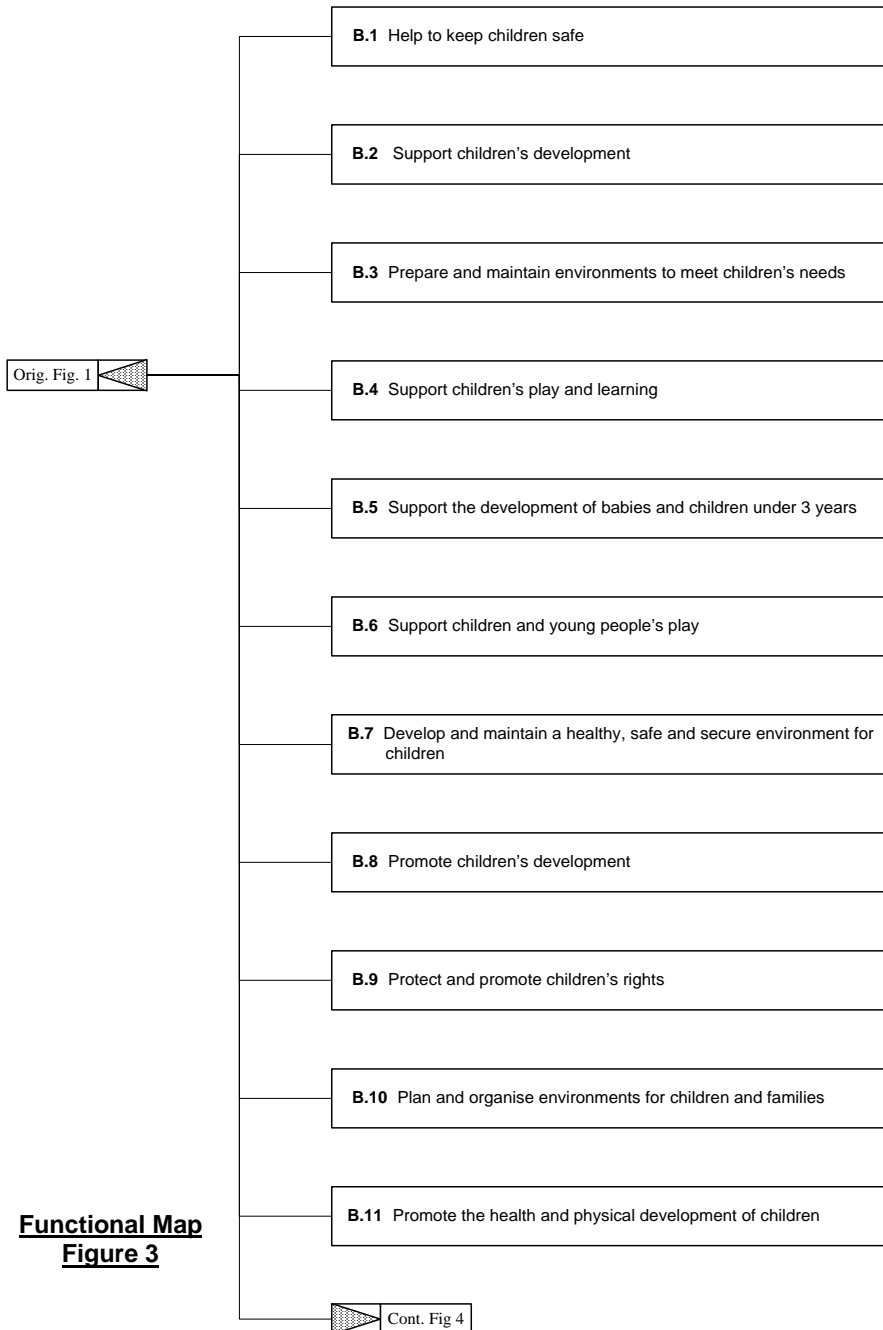 B.1 Help to keep children safe
B.2 Support children's development
B.3 Prepare and maintain environments to meet children's needs
Orig. Fig. 1
B.4 Support children's play and learning
B.5 Support the development of babies and children under 3 years
B.6 Support children and young people's play
B.7 Develop and maintain a healthy, safe and secure environment for
children
B.8 Promote children's development
B.9 Protect and promote children's rights
B.10 Plan and organise environments for children and families
B.11 Promote the health and physical development of children
Functional Map
Figure 3
Cont. Fig 4